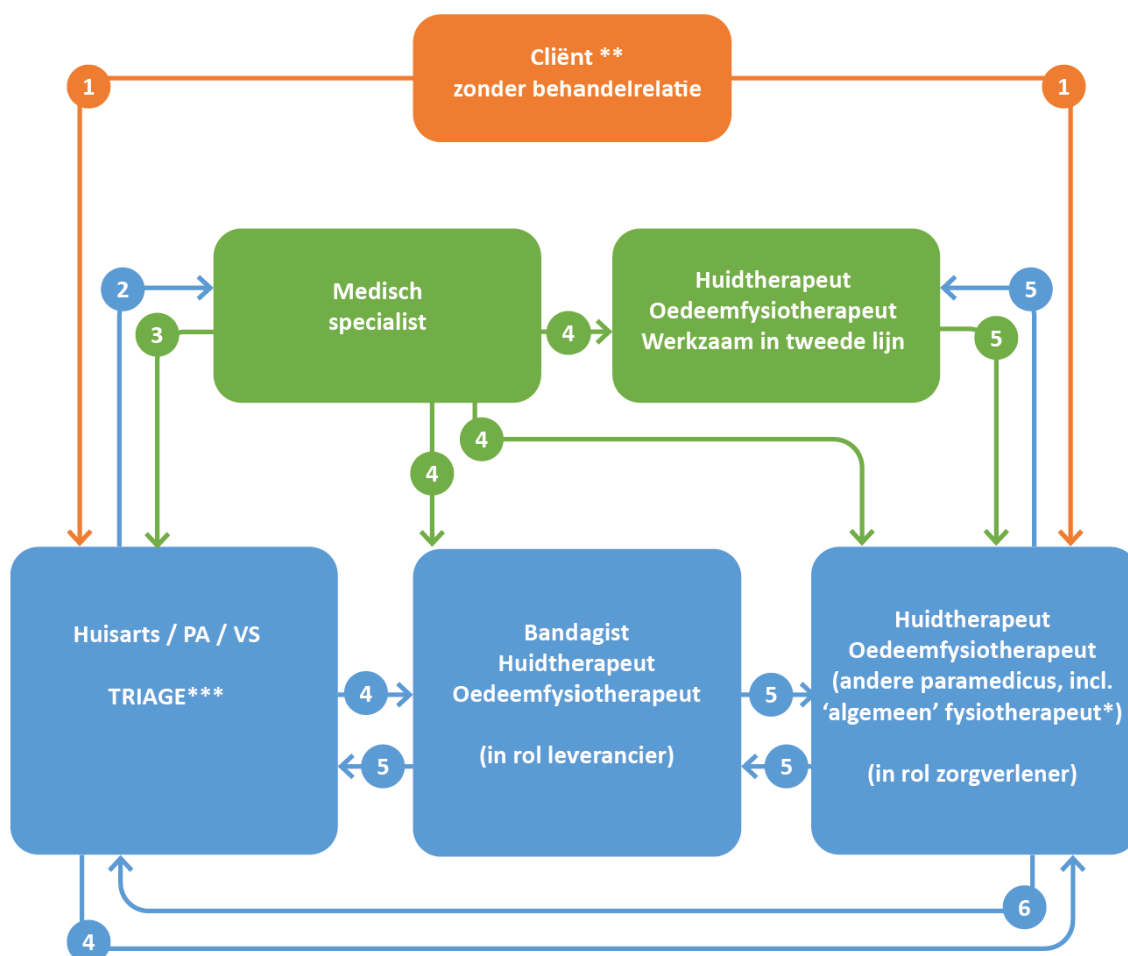 Cliënt **
zonder behandelrelatie
1
1
Medisch
specialist
Huidtherapeut
Oedeemfysiotherapeut
Werkzaam in tweede lijn
2
3
4
5
5
4
4
Huisarts / PA / VS
TRIAGE***
Bandagist
Huidtherapeut
Oedeemfysiotherapeut
(in rol leverancier)
Huidtherapeut
Oedeemfysiotherapeut
(andere paramedicus, incl.
‘algemeen’ fysiotherapeut*)
(in rol zorgverlener)
4
5
5
5
6
4